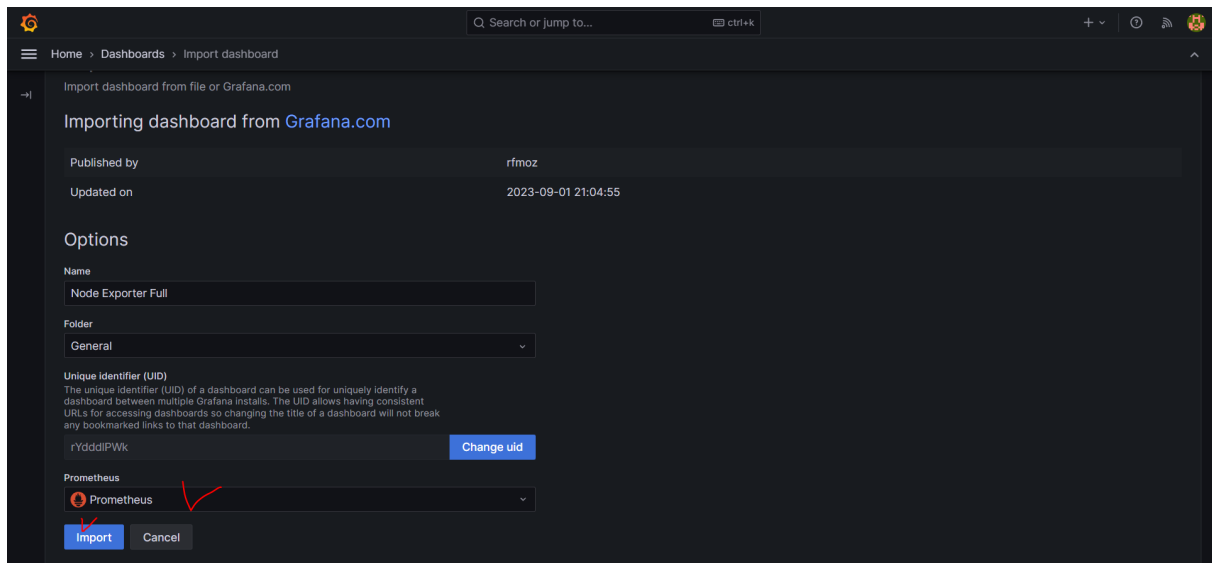 Search or jump to... ctrl+k
Home > Dashboards > Import dashboard
Import dashboard from file or Grafana.com
Importing dashboard from Grafana.com
Published by rfmoz
Updated on 2023-09-01 21:04:55
Options
Name
Node Exporter Full
Folder
General
Unique identifier (UID)
The unique identifier (UID) of a dashboard can be used for uniquely identify a
dashboard between multiple Grafana installs. The UID allows having consistent
URLs for accessing dashboards so changing the title of a dashboard will not break
any bookmarked links to that dashboard.
rYdddlPWk Change uid
Prometheus
Prometheus
Import Cancel